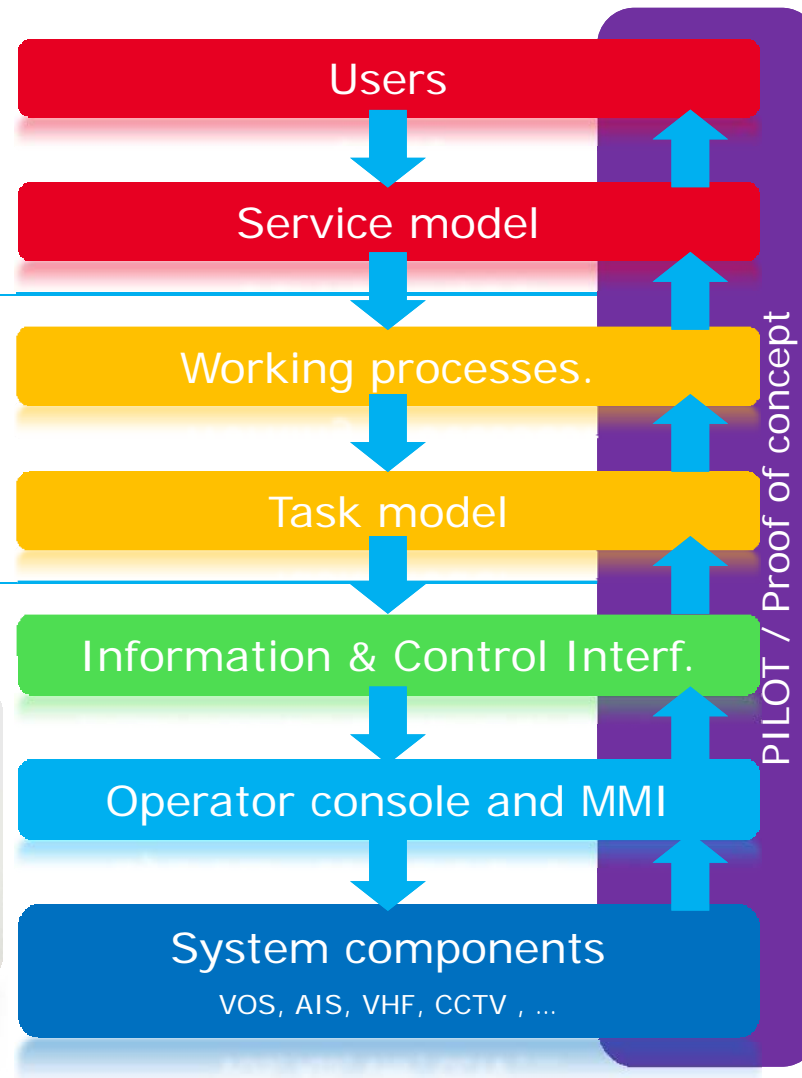 Users
Service model
Working processes.
Task model
Information & Control Interf.
Operator console and MMI
System components
VOS, AIS, VHF, CCTV , ...
PILOT / Proof of concept